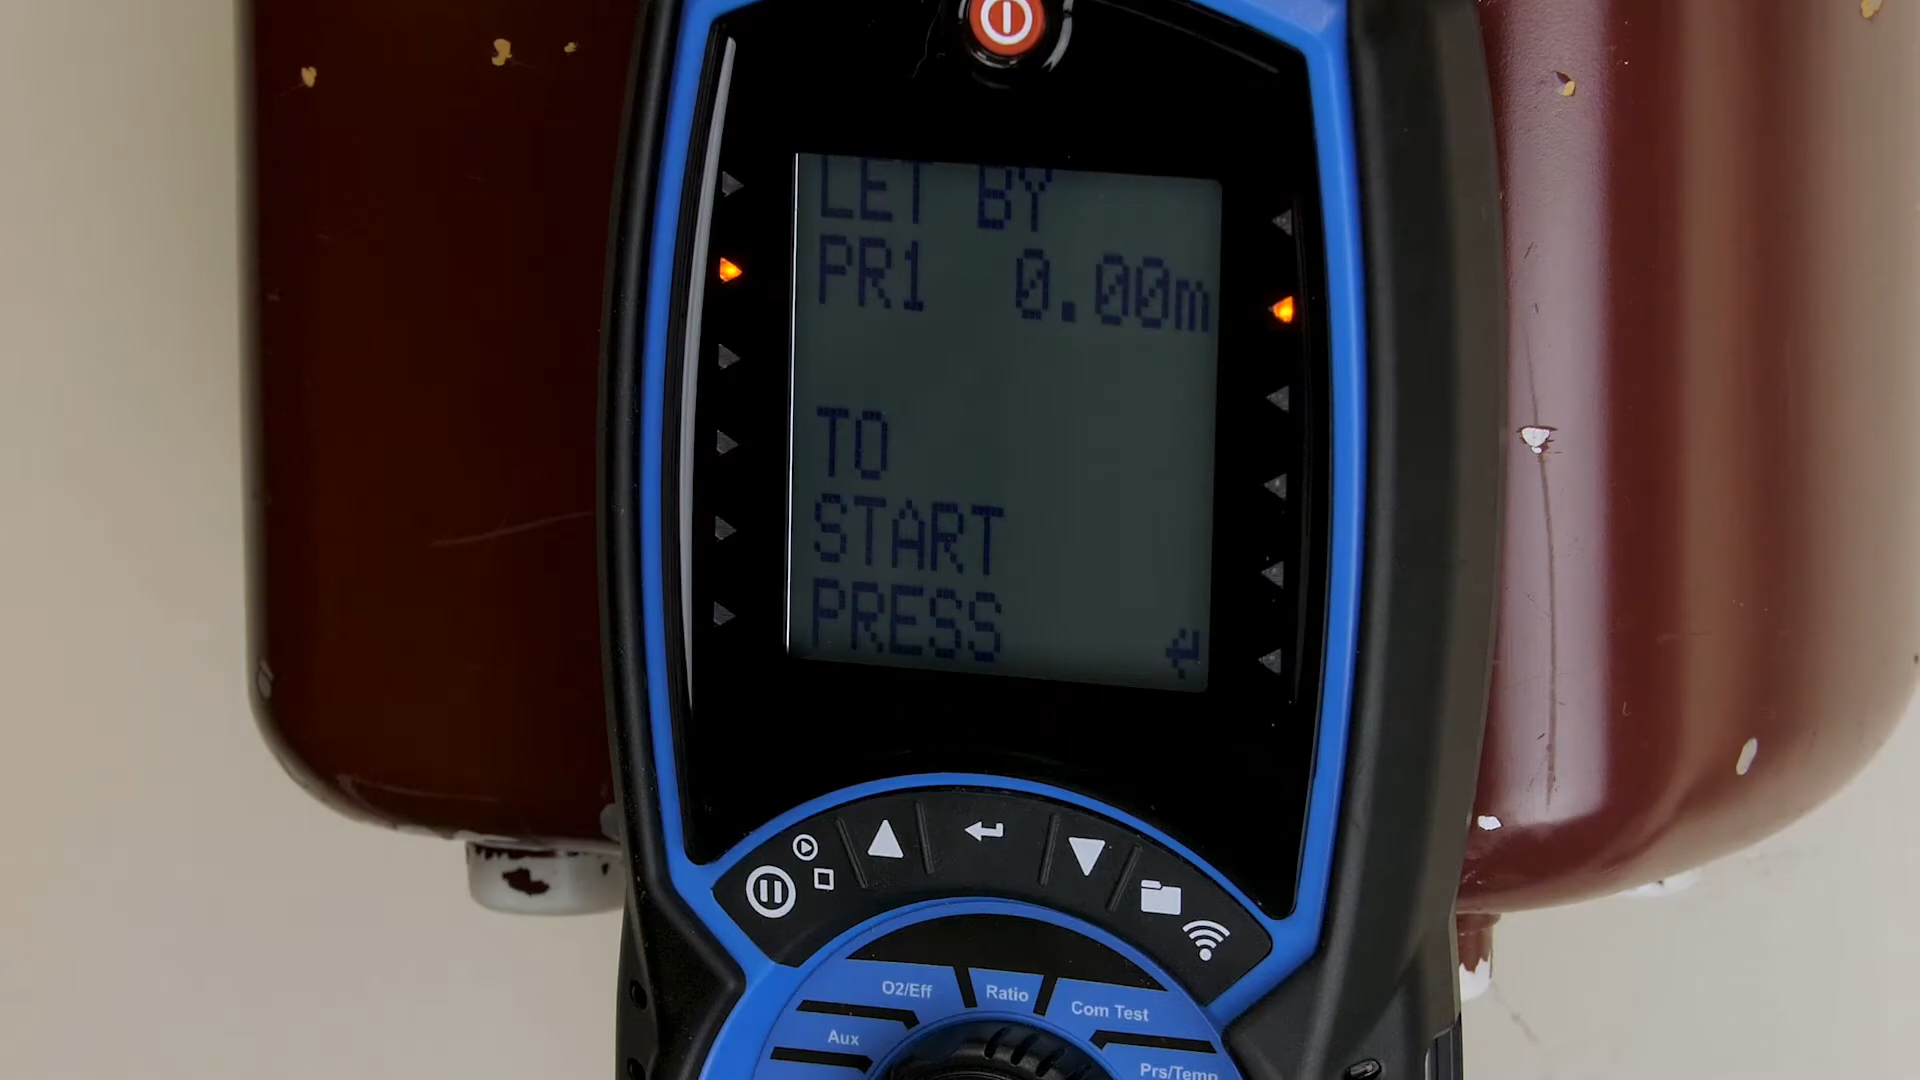 LET BY
PR1 0.00m
TO
START
PRESS
O2/Eff
Ratio
Com Test
Aux
Prs/Temp